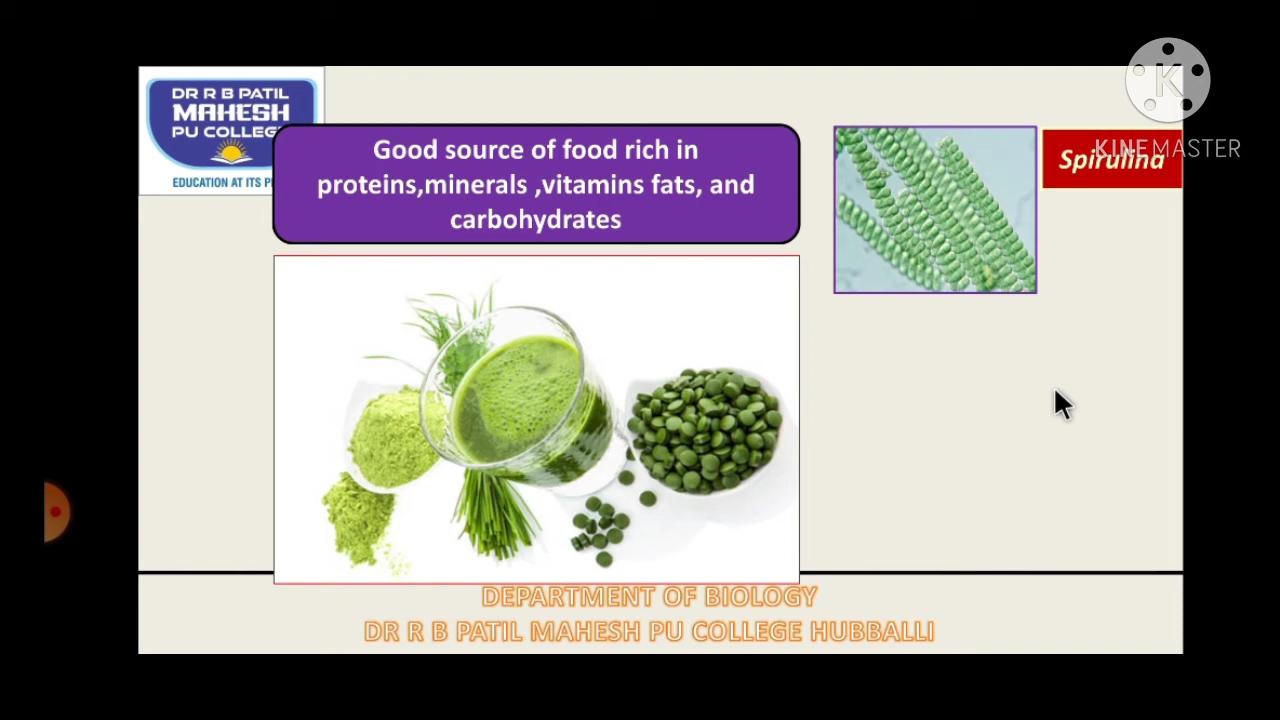 DR R B PATIL
MAHESH
PU COLLEGE
EDUCATION AT ITS
Good source of food rich in
proteins,minerals ,vitamins fats, and
carbohydrates
K
KINEMASTER
Spirulina
DEPARTMENT OF BIOLOGY
DR R B PATIL MAHESH PU COLLEGE HUBBALLI